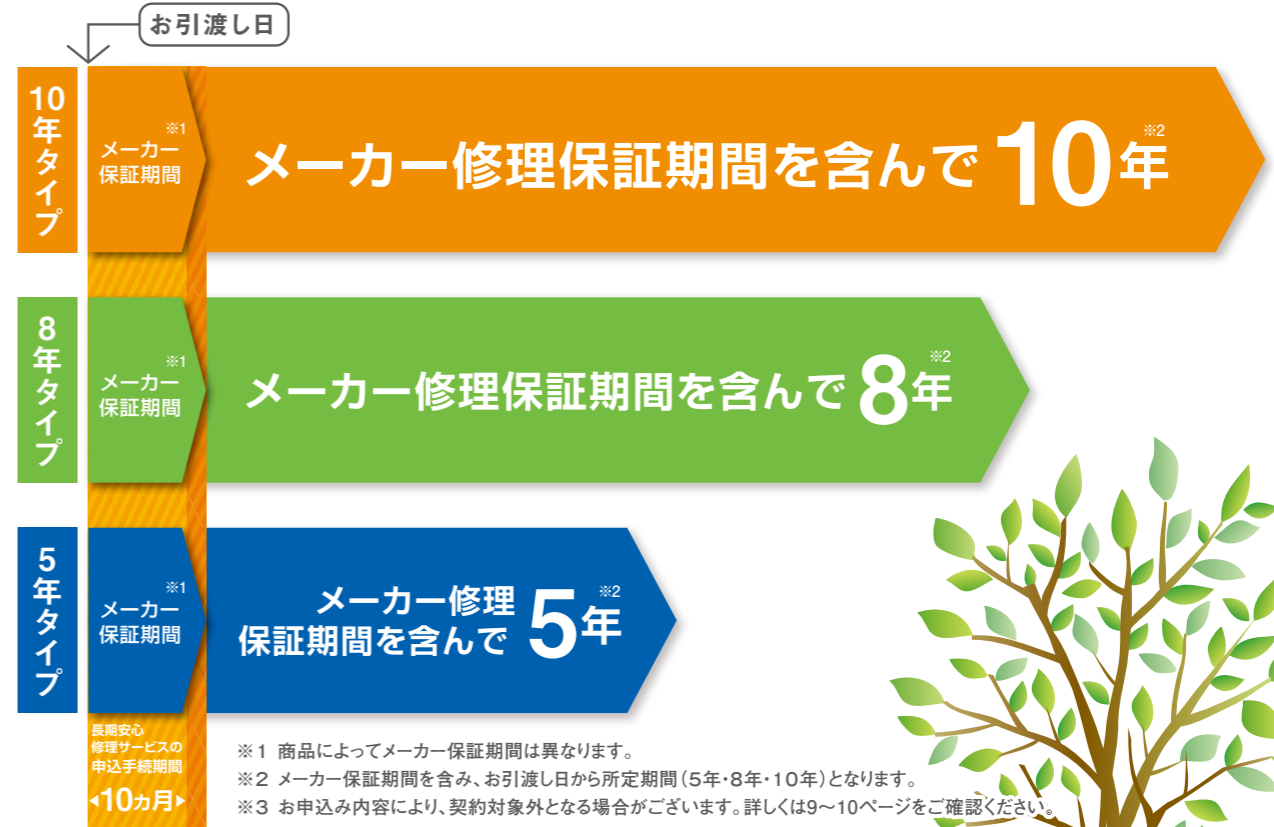 お引渡し日
10年タイプ
※1
メーカー
保証期間
メーカー修理保証期間を含んで10年※2
8年タイプ
※1
メーカー
保証期間
メーカー修理保証期間を含んで8年※2
5年タイプ
※1
メーカー
保証期間
メーカー修理
保証期間を含んで5年※2
長期安心
修理サービスの
申込手続期間
◀10カ月▶
※1 商品によってメーカー保証期間は異なります。
※2 メーカー保証期間を含み、お引渡し日から所定期間(5年・8年・10年)となります。
※3 お申込み内容により、契約対象外となる場合がございます。詳しくは9〜10ページをご確認ください。